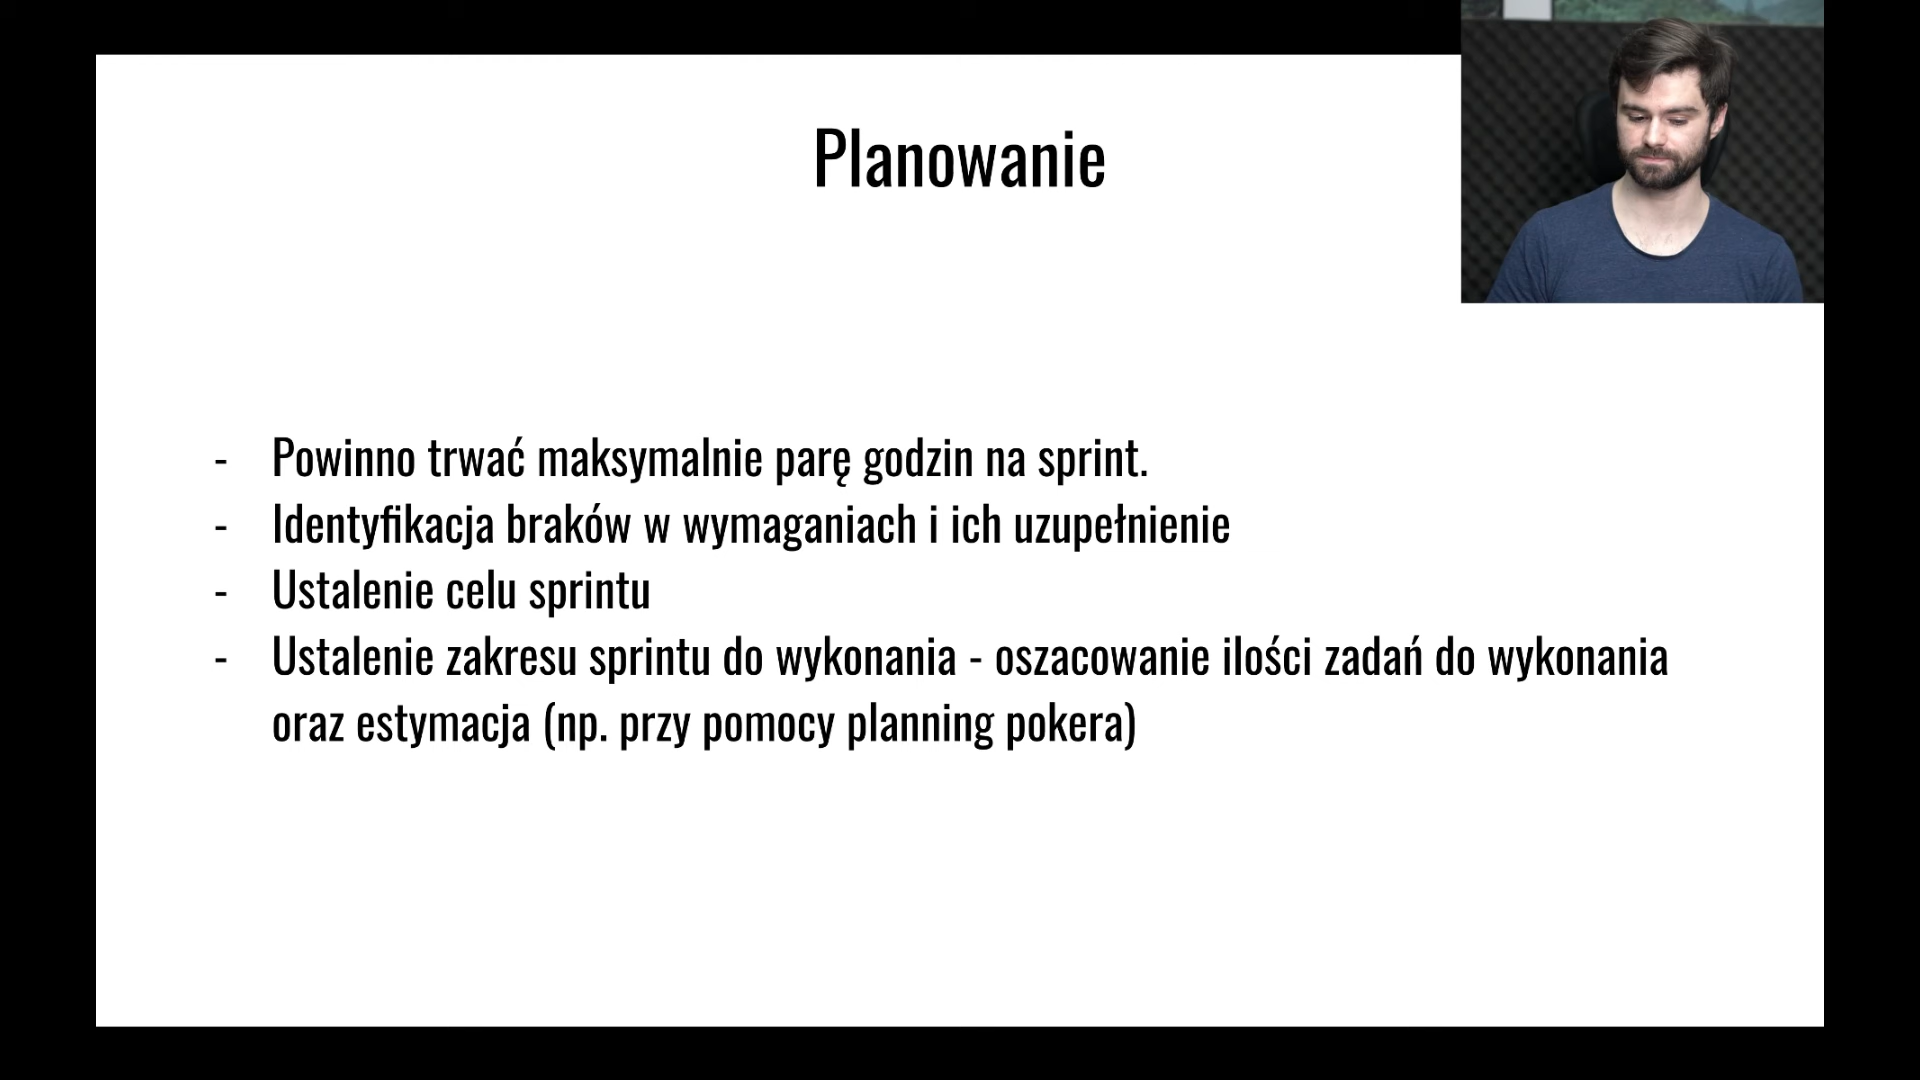 Planowanie
- Powinno trwać maksymalnie parę godzin na sprint.
- Identyfikacja braków w wymaganiach i ich uzupełnienie
- Ustalenie celu sprintu
- Ustalenie zakresu sprintu do wykonania - oszacowanie ilości zadań do wykonania
oraz estymacja (np. przy pomocy planning pokera)